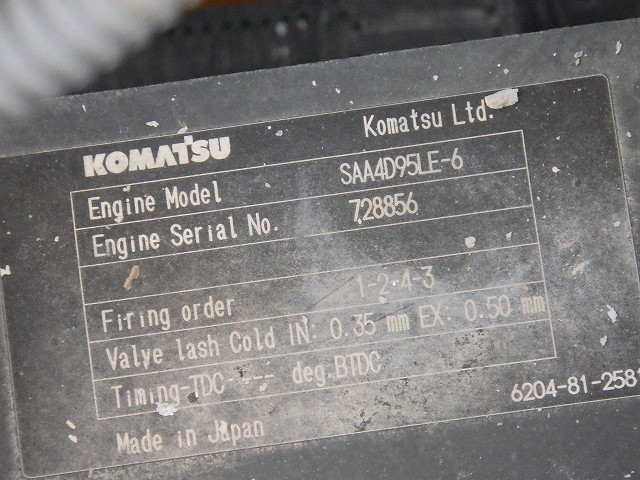 KOMATSU Komatsu Ltd.
Engine Model SAA4D95LE-6
Engine Serial No. 728856
Firing order 1-2-4-3
Valve lash Cold IN: 0.35 mm EX: 0.50 mm
Timing-TDC ---- deg.BTDC
Made in Japan 6204-81-2581